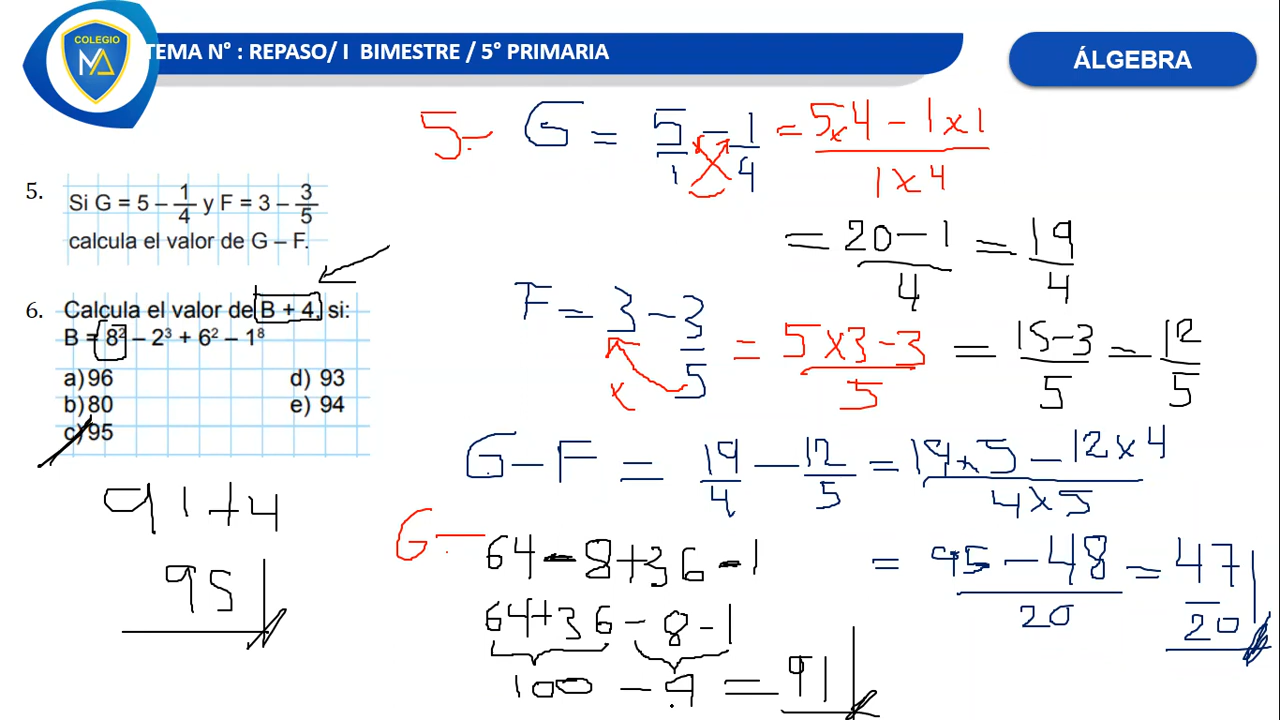 COLEGIO
MA
TEMA N° : REPASO/ I BIMESTRE / 5° PRIMARIA
ÁLGEBRA
5.
Si G = 5 – 1/4 y F = 3 – 3/5
calcula el valor de G – F.
6.
Calcula el valor de B + 4, si:
B = 8² – 2³ + 6² – 1⁸
a) 96
d) 93
b) 80
e) 94
c) 95
91+4
95
5.- G = 5/1 - 1/4 = (5x4 - 1x1)/(1x4)
= (20-1)/4 = 19/4
F = 3 - 3/5 = (5x3-3)/5 = (15-3)/5 = 12/5
x
G-F = 19/4 - 12/5 = (19x5 - 12x4)/(4x5)
= (95 - 48)/20 = 47/20
6.-
64 - 8 + 36 - 1
64+36 - 8 - 1
100 - 9 = 91